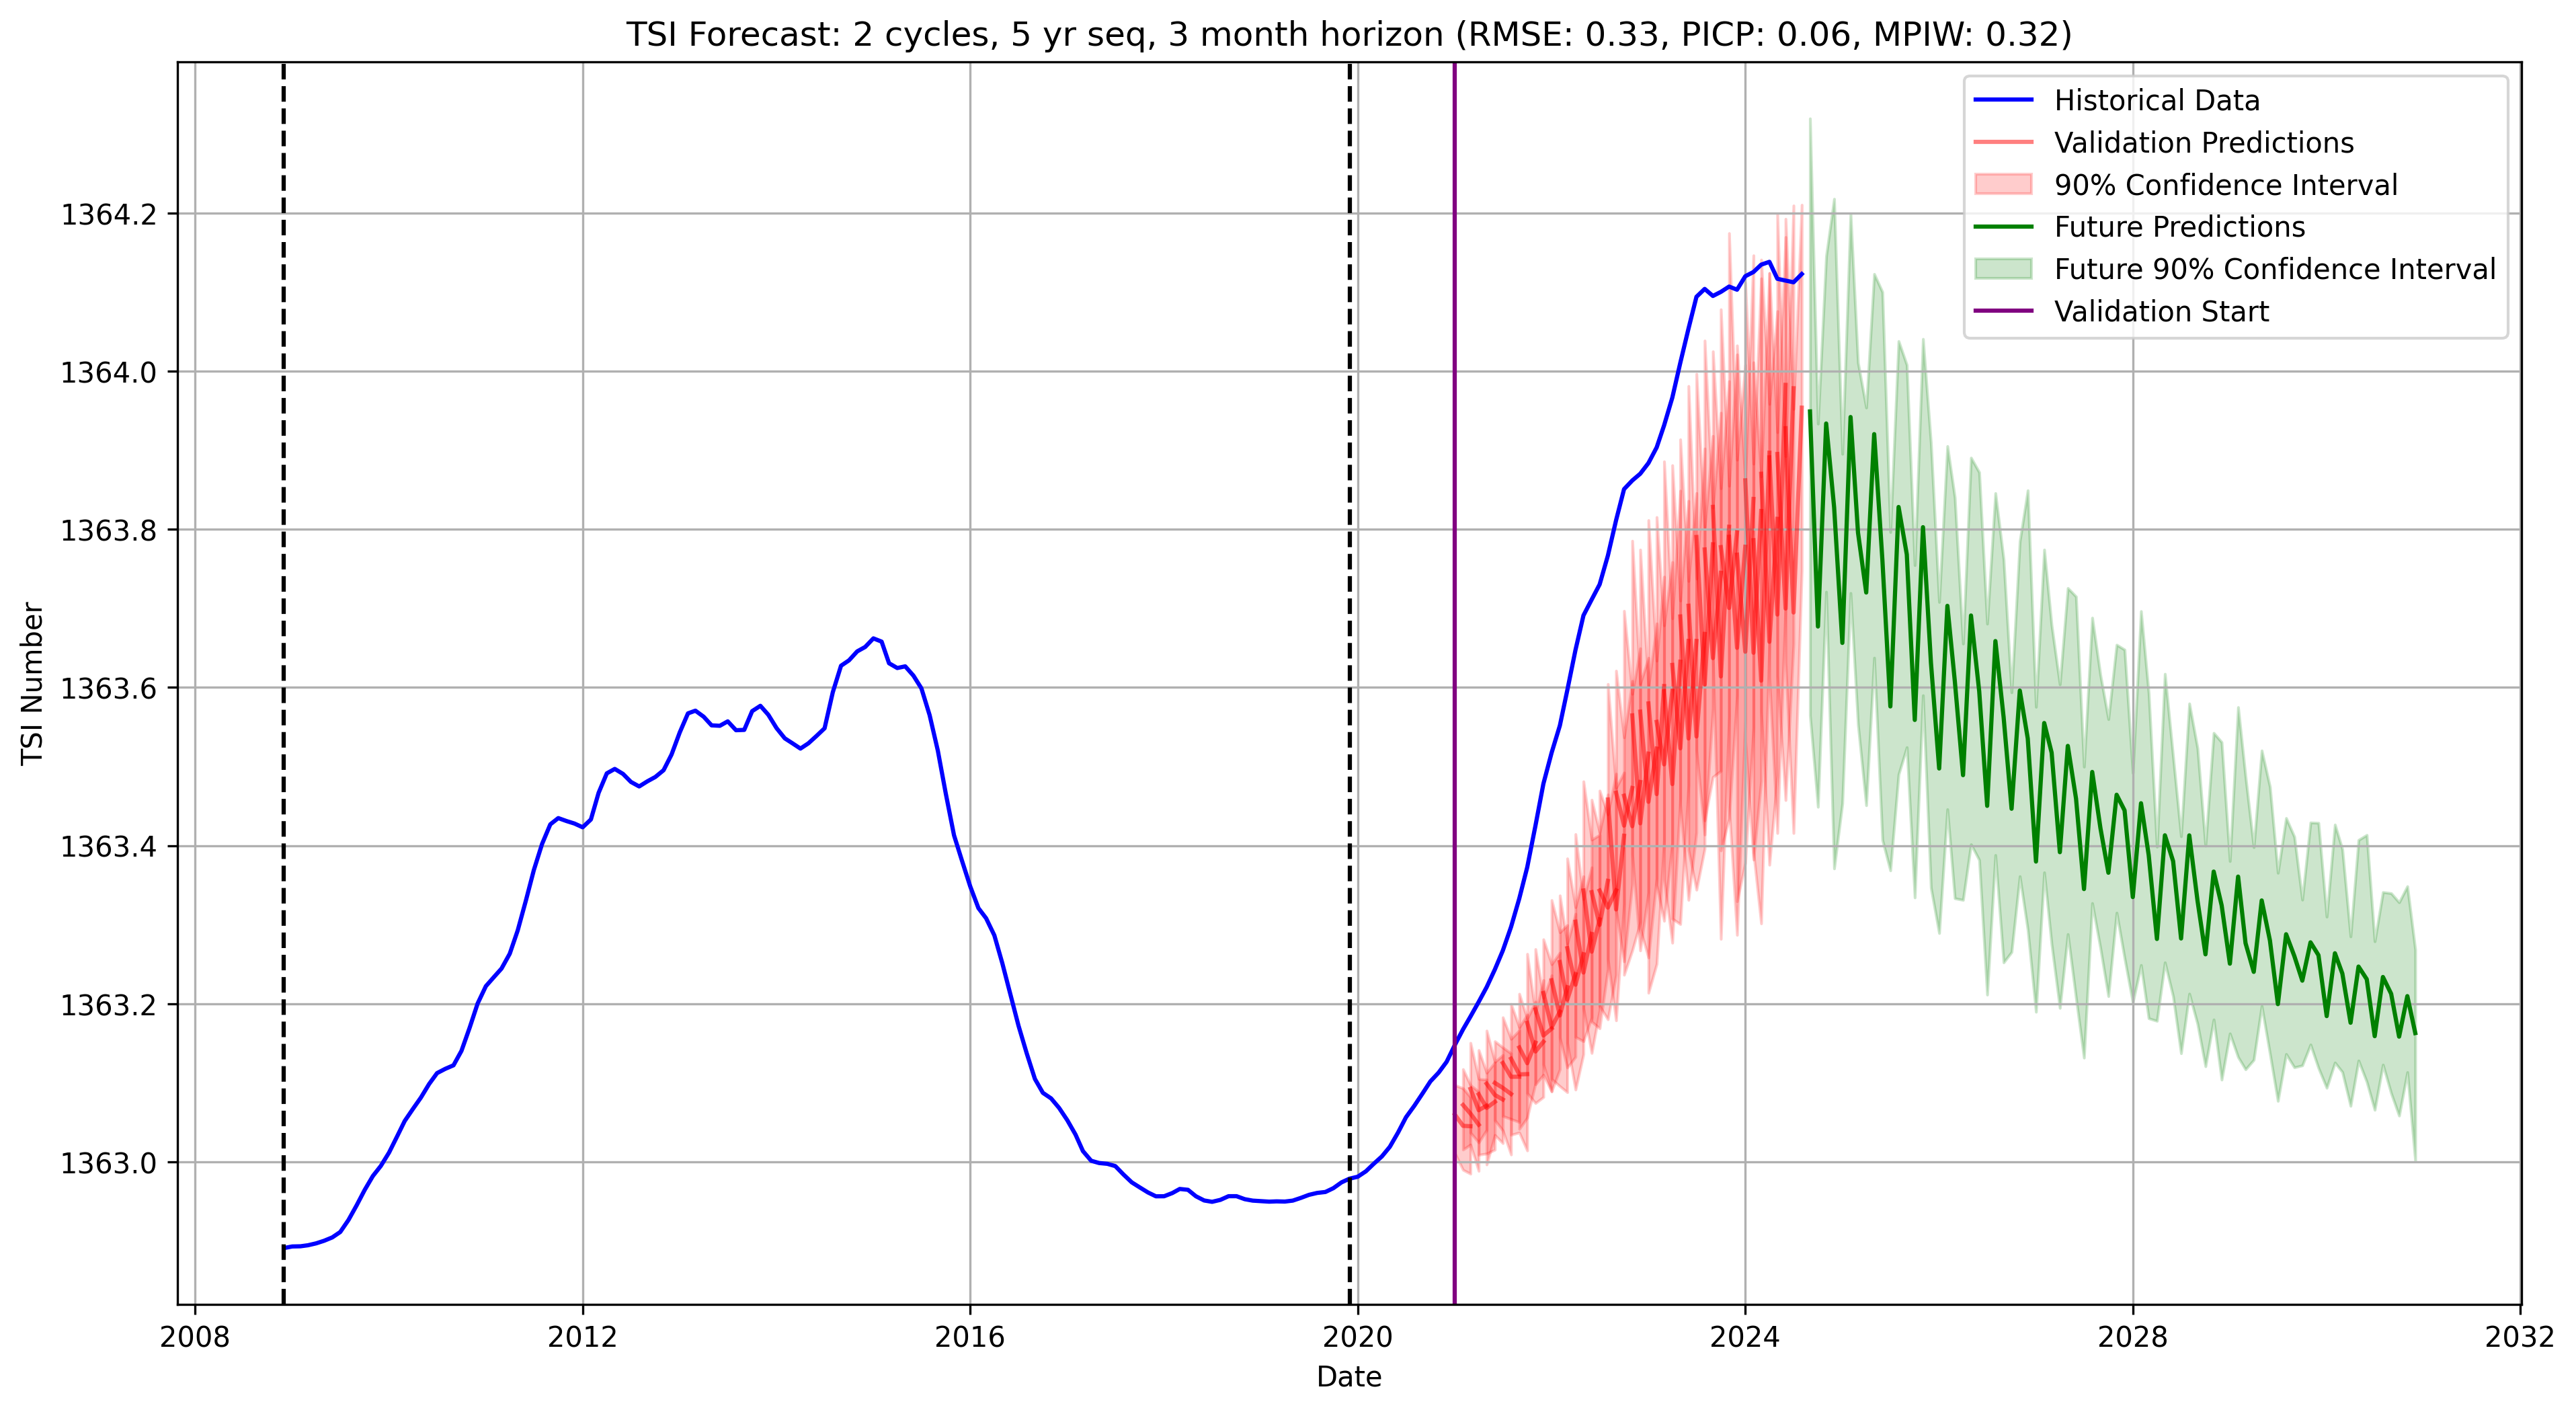 TSI Forecast: 2 cycles, 5 yr seq, 3 month horizon (RMSE: 0.33, PICP: 0.06, MPIW: 0.32)
Historical Data
Validation Predictions
90% Confidence Interval
Future Predictions
Future 90% Confidence Interval
Validation Start
1364.2
1364.0
1363.8
1363.6
1363.4
1363.2
1363.0
TSI Number
2008 2012 2016 2020 2024 2028 2032
Date